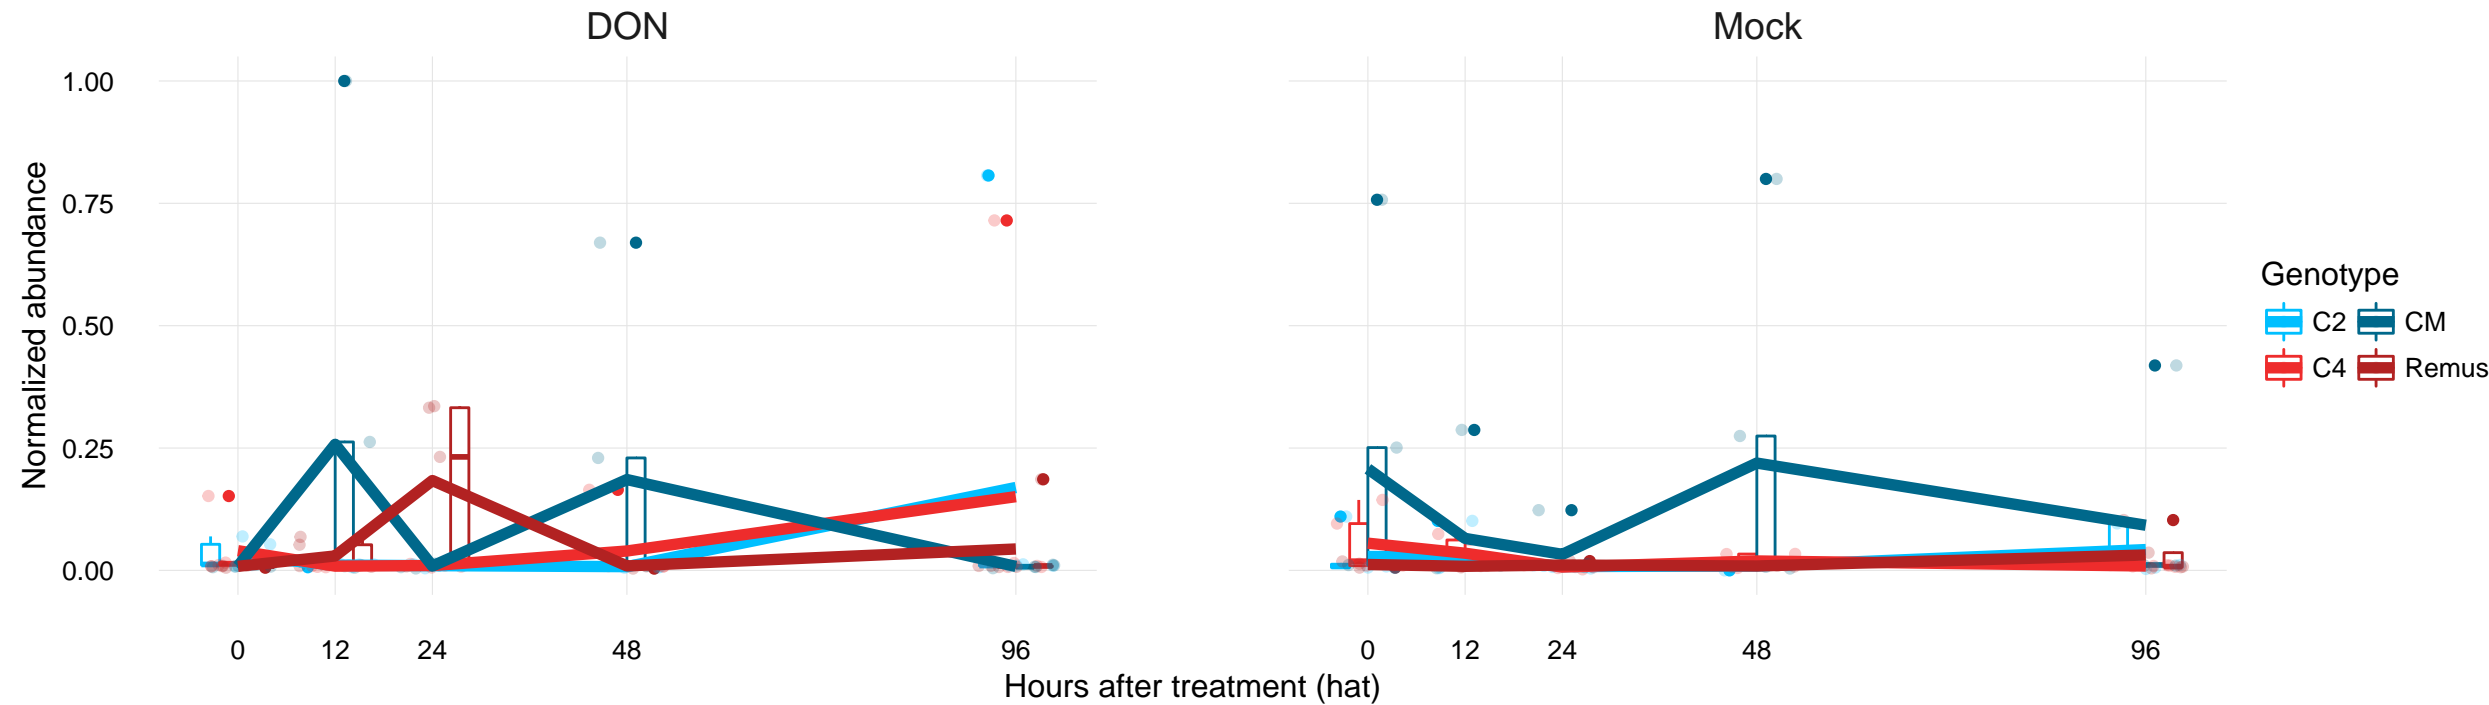 DON
Mock
Normalized abundance
1.00
0.75
0.50
0.25
0.00
0 12 24 48 96
0 12 24 48 96
Hours after treatment (hat)
Genotype
C2 CM
C4 Remus